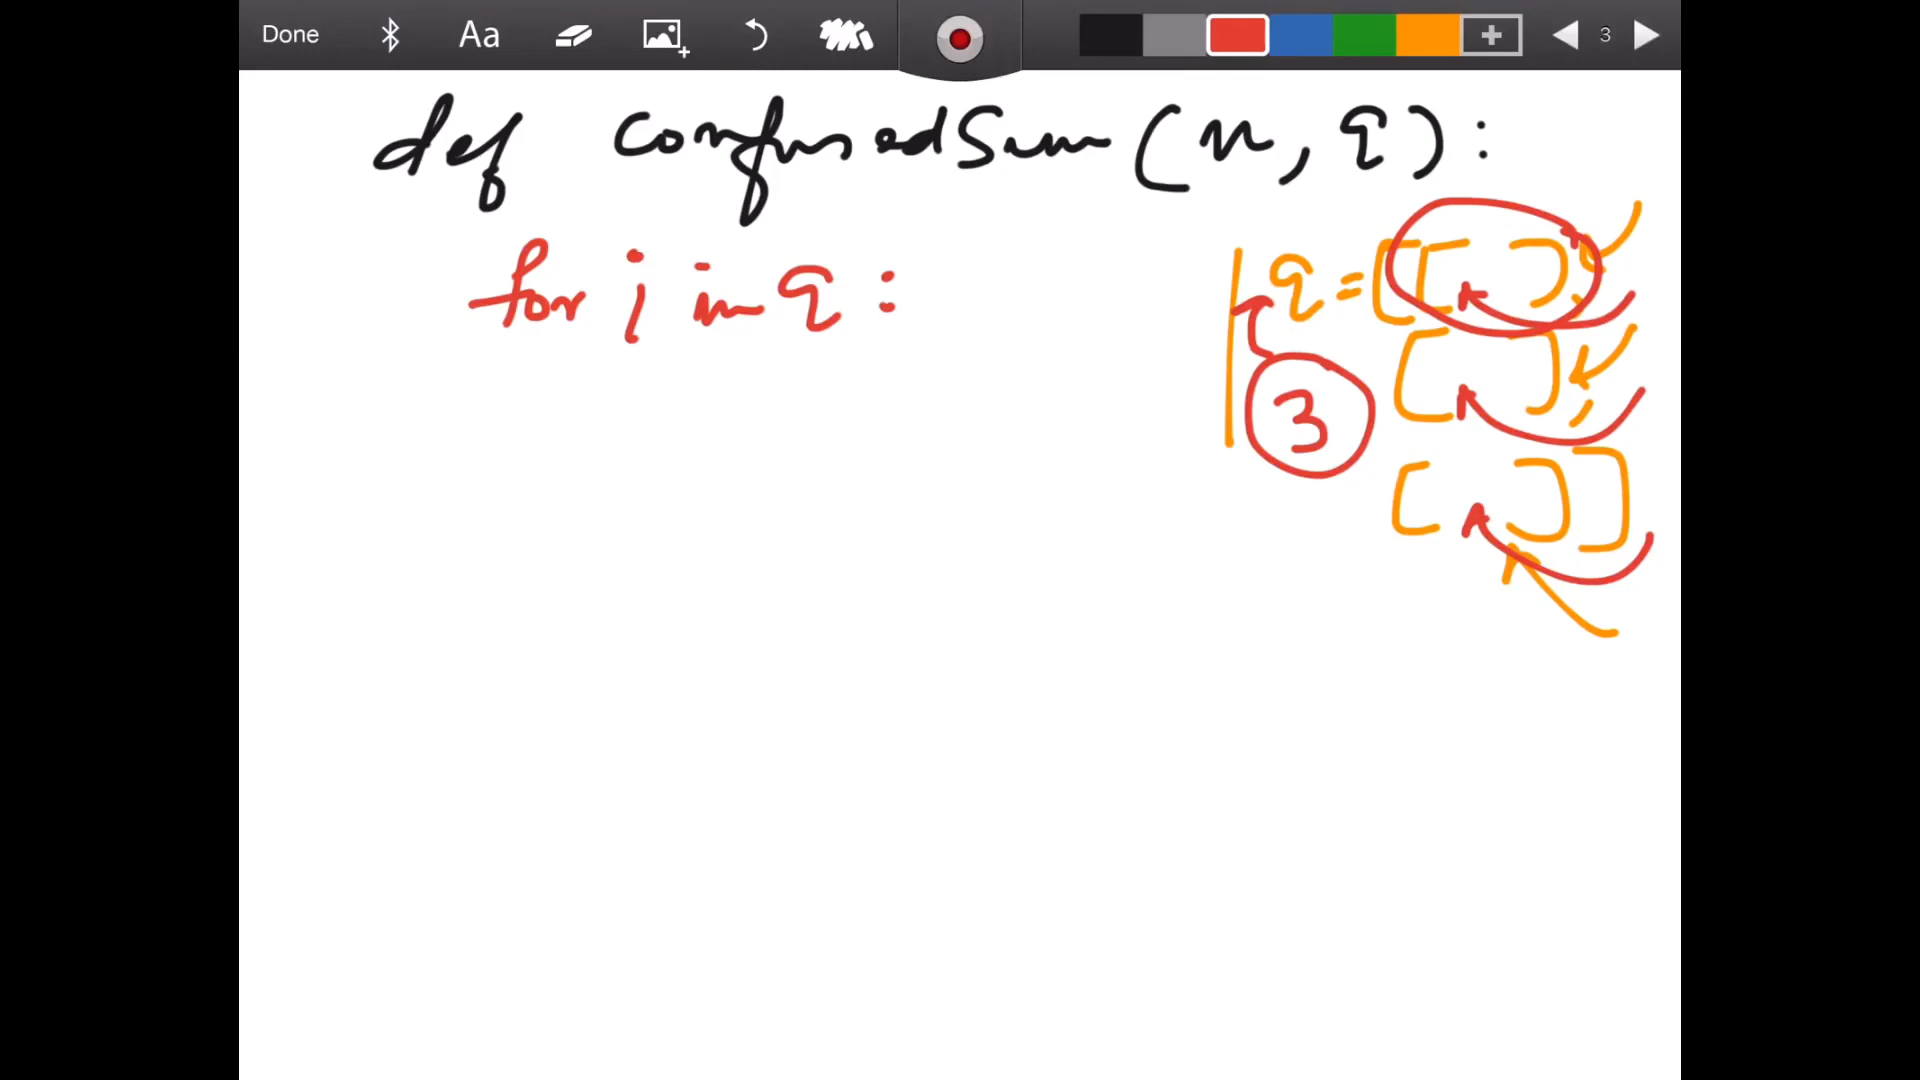 Done Aa 3
def confusedSum(n, q):
for i in q:
q = [[ ],
[ ],
3
[ ]]